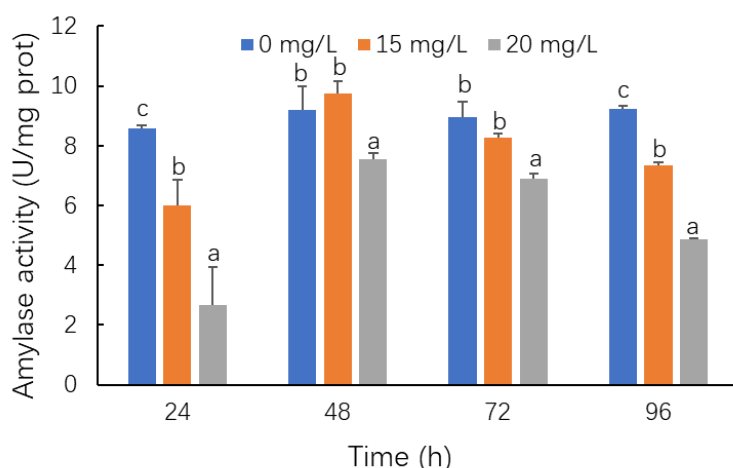 Amylase activity (U/mg prot)
12
10
8
6
4
2
0
0 mg/L 15 mg/L 20 mg/L
c b a
b b a
b b a
c b a
24 48 72 96
Time (h)